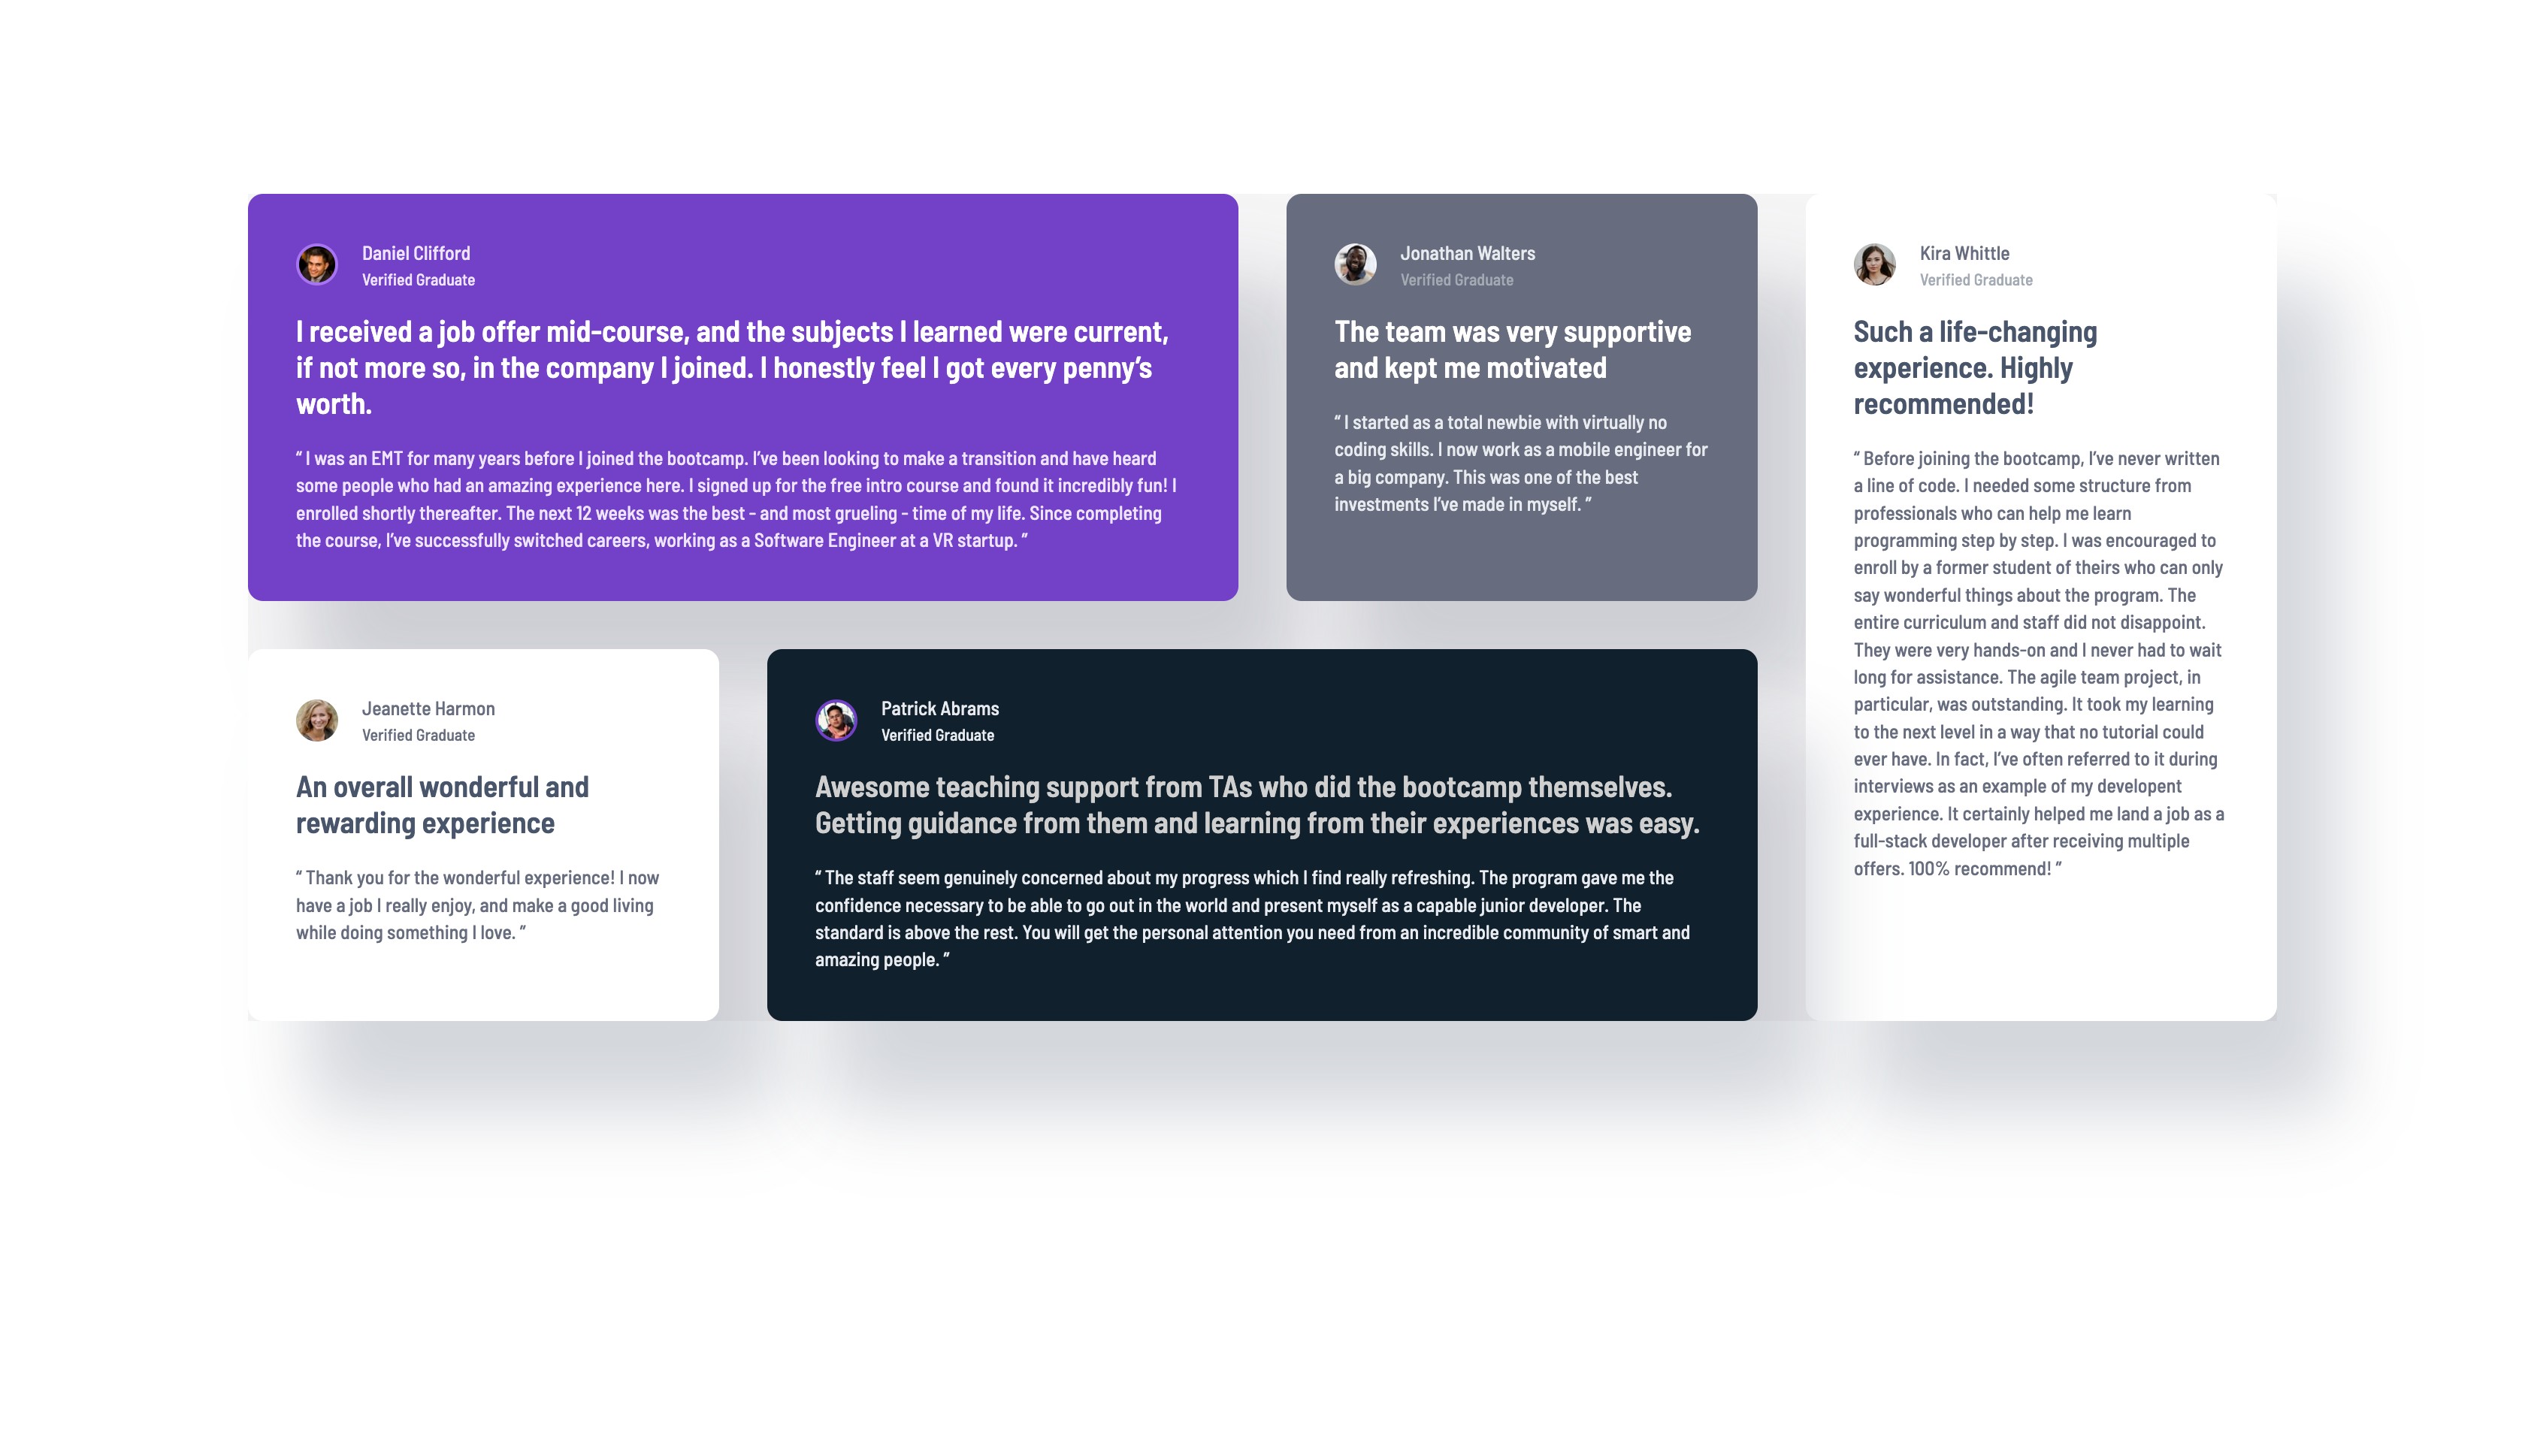 Daniel Clifford
Verified Graduate
I received a job offer mid-course, and the subjects I learned were current,
if not more so, in the company I joined. I honestly feel I got every penny’s
worth.
“ I was an EMT for many years before I joined the bootcamp. I’ve been looking to make a transition and have heard
some people who had an amazing experience here. I signed up for the free intro course and found it incredibly fun! I
enrolled shortly thereafter. The next 12 weeks was the best - and most grueling - time of my life. Since completing
the course, I’ve successfully switched careers, working as a Software Engineer at a VR startup. ”
Jonathan Walters
Verified Graduate
The team was very supportive
and kept me motivated
“ I started as a total newbie with virtually no
coding skills. I now work as a mobile engineer for
a big company. This was one of the best
investments I’ve made in myself. ”
Kira Whittle
Verified Graduate
Such a life-changing
experience. Highly
recommended!
“ Before joining the bootcamp, I’ve never written
a line of code. I needed some structure from
professionals who can help me learn
programming step by step. I was encouraged to
enroll by a former student of theirs who can only
say wonderful things about the program. The
entire curriculum and staff did not disappoint.
They were very hands-on and I never had to wait
long for assistance. The agile team project, in
particular, was outstanding. It took my learning
to the next level in a way that no tutorial could
ever have. In fact, I’ve often referred to it during
interviews as an example of my developent
experience. It certainly helped me land a job as a
full-stack developer after receiving multiple
offers. 100% recommend! ”
Jeanette Harmon
Verified Graduate
An overall wonderful and
rewarding experience
“ Thank you for the wonderful experience! I now
have a job I really enjoy, and make a good living
while doing something I love. ”
Patrick Abrams
Verified Graduate
Awesome teaching support from TAs who did the bootcamp themselves.
Getting guidance from them and learning from their experiences was easy.
“ The staff seem genuinely concerned about my progress which I find really refreshing. The program gave me the
confidence necessary to be able to go out in the world and present myself as a capable junior developer. The
standard is above the rest. You will get the personal attention you need from an incredible community of smart and
amazing people. ”